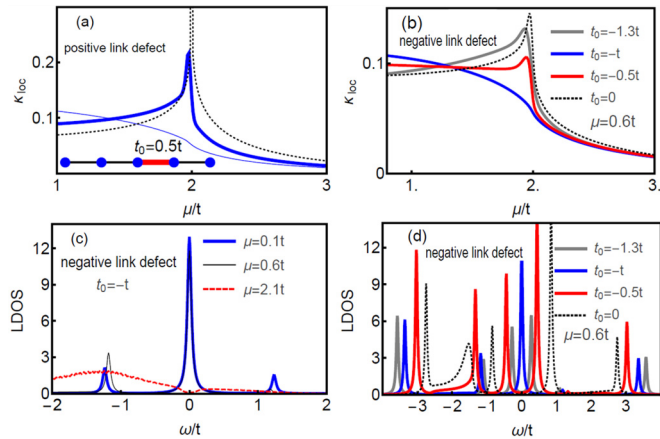 (a)
positive link defect
κloc
0.2
0.1
t0=0.5t
1
2
3
μ/t
(b)
negative link defect
κloc
0.1
0
t0=−1.3t
t0=−t
t0=−0.5t
t0=0
μ=0.6t
1.
2.
3.
μ/t
(c)
negative link defect
t0=−t
LDOS
12
9
6
3
0
μ=0.1t
μ=0.6t
μ=2.1t
−2
−1
0
1
2
ω/t
(d)
negative link defect
LDOS
12
9
6
3
0
t0=−1.3t
t0=−t
t0=−0.5t
t0=0
μ=0.6t
−3
−2
−1
0
1
2
3
ω/t